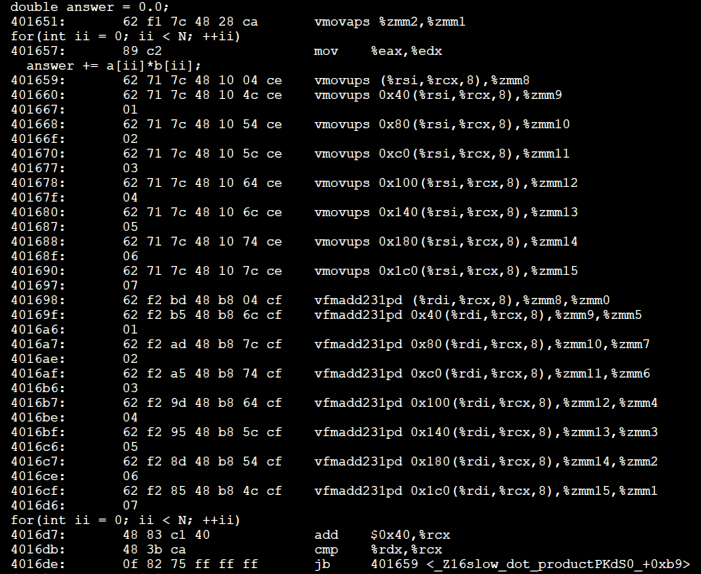 double answer = 0.0;
401651: 62 f1 7c 48 28 ca vmovaps %zmm2,%zmm1
for(int ii = 0; ii < N; ++ii)
401657: 89 c2 mov %eax,%edx
answer += a[ii]*b[ii];
401659: 62 71 7c 48 10 04 ce vmovups (%rsi,%rcx,8),%zmm8
401660: 62 71 7c 48 10 4c ce vmovups 0x40(%rsi,%rcx,8),%zmm9
401667: 01
401668: 62 71 7c 48 10 54 ce vmovups 0x80(%rsi,%rcx,8),%zmm10
40166f: 02
401670: 62 71 7c 48 10 5c ce vmovups 0xc0(%rsi,%rcx,8),%zmm11
401677: 03
401678: 62 71 7c 48 10 64 ce vmovups 0x100(%rsi,%rcx,8),%zmm12
40167f: 04
401680: 62 71 7c 48 10 6c ce vmovups 0x140(%rsi,%rcx,8),%zmm13
401687: 05
401688: 62 71 7c 48 10 74 ce vmovups 0x180(%rsi,%rcx,8),%zmm14
40168f: 06
401690: 62 71 7c 48 10 7c ce vmovups 0x1c0(%rsi,%rcx,8),%zmm15
401697: 07
401698: 62 f2 bd 48 b8 04 cf vfmadd231pd (%rdi,%rcx,8),%zmm8,%zmm0
40169f: 62 f2 b5 48 b8 6c cf vfmadd231pd 0x40(%rdi,%rcx,8),%zmm9,%zmm5
4016a6: 01
4016a7: 62 f2 ad 48 b8 7c cf vfmadd231pd 0x80(%rdi,%rcx,8),%zmm10,%zmm7
4016ae: 02
4016af: 62 f2 a5 48 b8 74 cf vfmadd231pd 0xc0(%rdi,%rcx,8),%zmm11,%zmm6
4016b6: 03
4016b7: 62 f2 9d 48 b8 64 cf vfmadd231pd 0x100(%rdi,%rcx,8),%zmm12,%zmm4
4016be: 04
4016bf: 62 f2 95 48 b8 5c cf vfmadd231pd 0x140(%rdi,%rcx,8),%zmm13,%zmm3
4016c6: 05
4016c7: 62 f2 8d 48 b8 54 cf vfmadd231pd 0x180(%rdi,%rcx,8),%zmm14,%zmm2
4016ce: 06
4016cf: 62 f2 85 48 b8 4c cf vfmadd231pd 0x1c0(%rdi,%rcx,8),%zmm15,%zmm1
4016d6: 07
for(int ii = 0; ii < N; ++ii)
4016d7: 48 83 c1 40 add $0x40,%rcx
4016db: 48 3b ca cmp %rdx,%rcx
4016de: 0f 82 75 ff ff ff jb 401659 <_Z16slow_dot_productPKdS0_+0xb9>